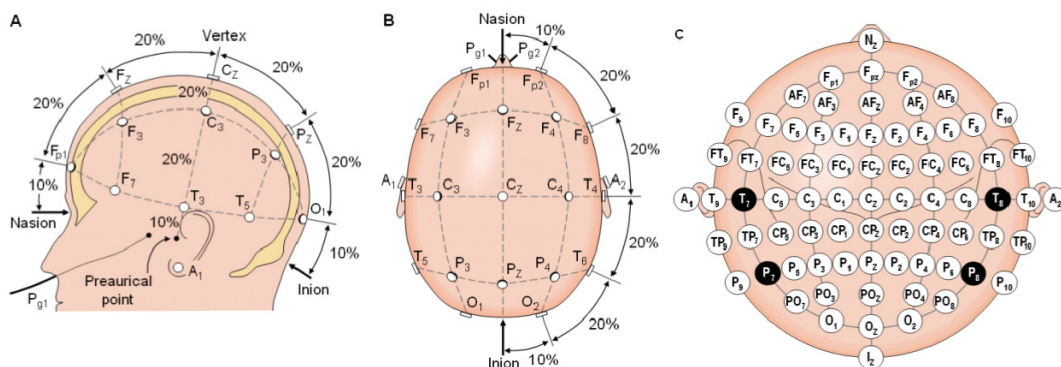 A
20%
Vertex
CZ
20%
FZ
20%
20%
F3
C3
PZ
P3
Fp1
20%
20%
F7
T3
T5
O1
10%
Nasion
10%
10%
Preaurical
point
A1
Inion
Pg1
B
Nasion
10%
Pg1
Pg2
Fp1
Fp2
20%
F7
F3
FZ
F4
F8
20%
A1
T3
C3
CZ
C4
T4
A2
20%
T5
P3
PZ
P4
T6
O1
O2
20%
Inion
10%
C
NZ
Fp1
Fpz
Fp2
AF7
AF3
AFZ
AF4
AF8
F9
F7
F5
F3
F1
FZ
F2
F4
F6
F8
F10
FT9
FT7
FC5
FC3
FC1
FCZ
FC2
FC4
FC6
FT8
FT10
A1
T9
T7
C5
C3
C1
CZ
C2
C4
C6
T8
T10
A2
TP9
TP7
CP5
CP3
CP1
CPZ
CP2
CP4
CP6
TP8
TP10
P9
P7
P5
P3
P1
PZ
P2
P4
P6
P8
P10
PO7
PO3
POZ
PO4
PO8
O1
OZ
O2
IZ